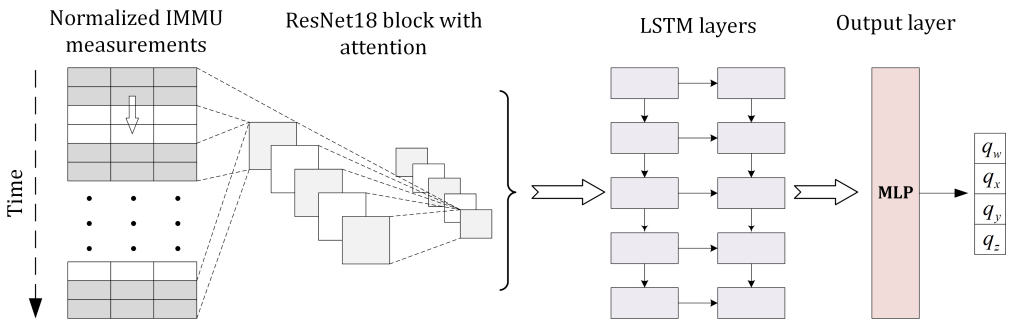 Normalized IMMU
measurements
ResNet18 block with
attention
LSTM layers
Output layer
Time
MLP
q_w
q_x
q_y
q_z